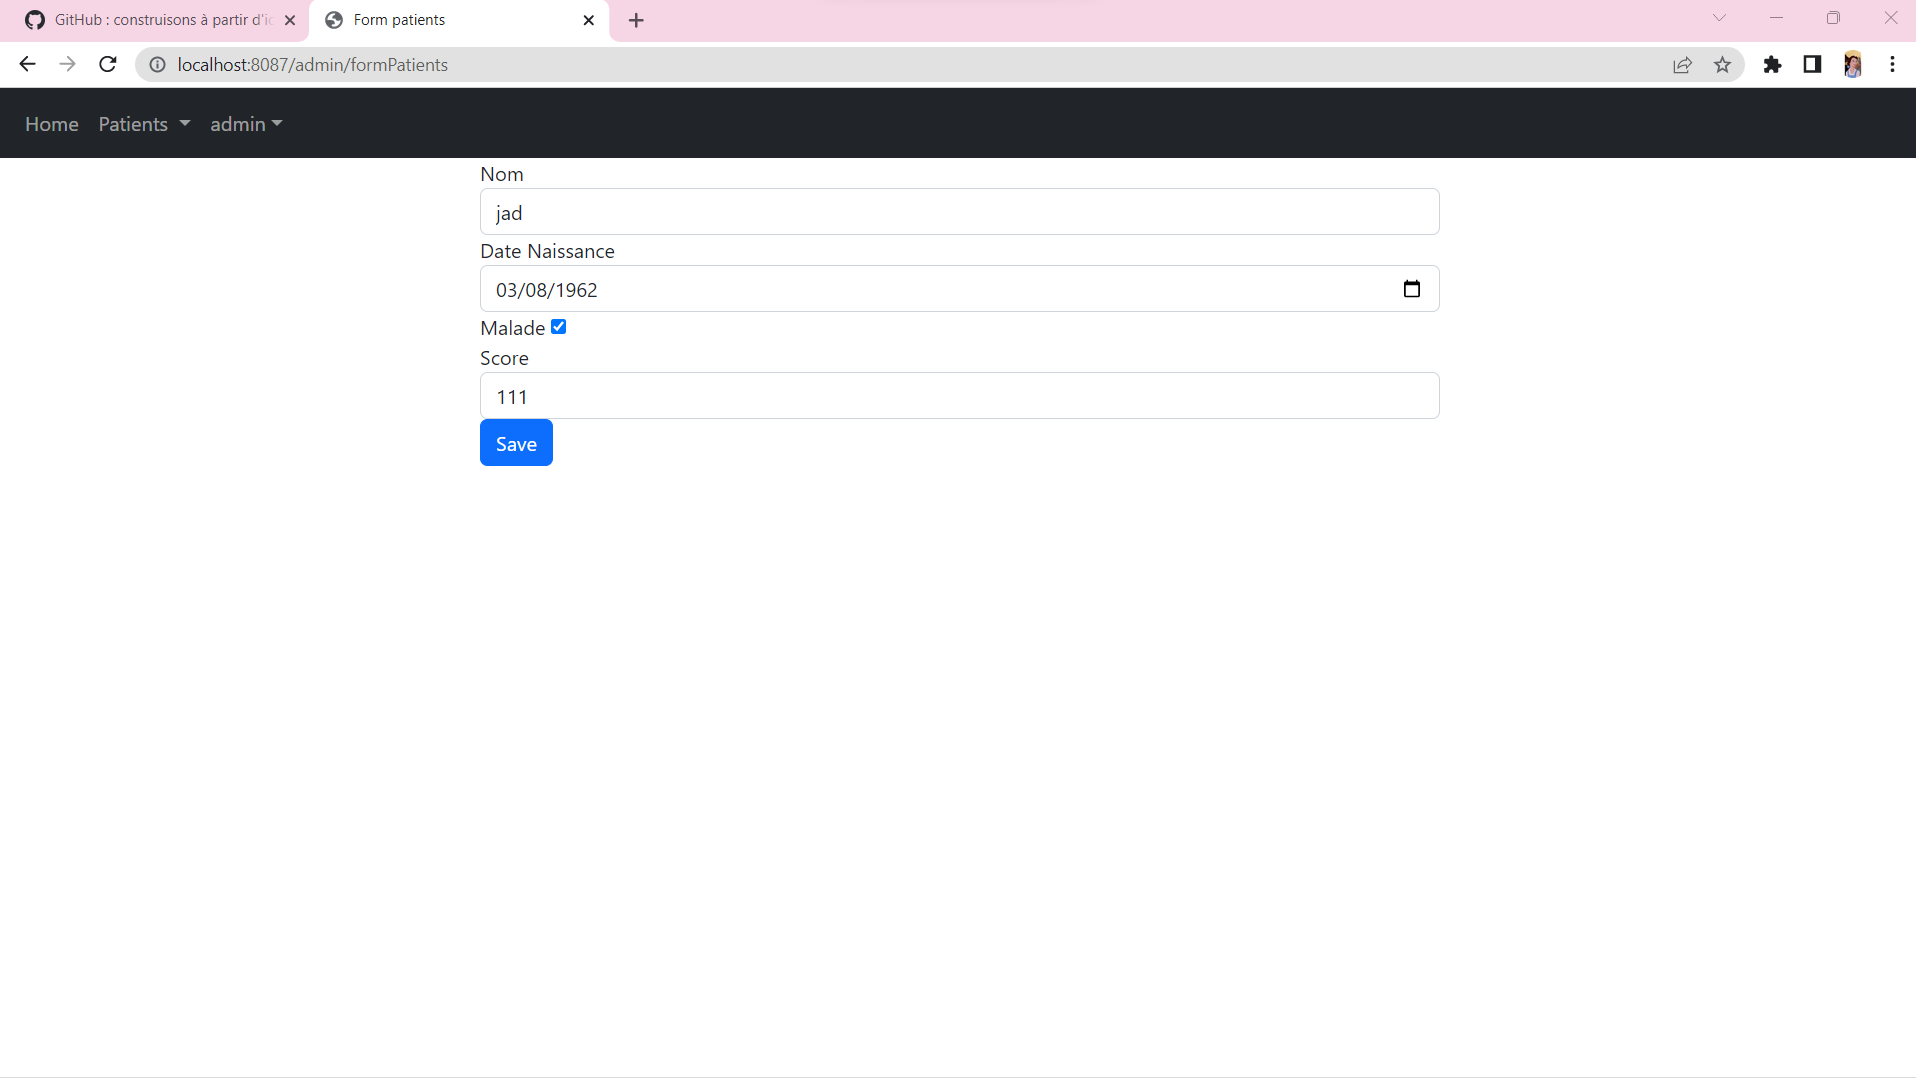 GitHub : construisons à partir d'ic
Form patients
localhost:8087/admin/formPatients
Home Patients admin
Nom
jad
Date Naissance
03/08/1962
Malade
Score
111
Save